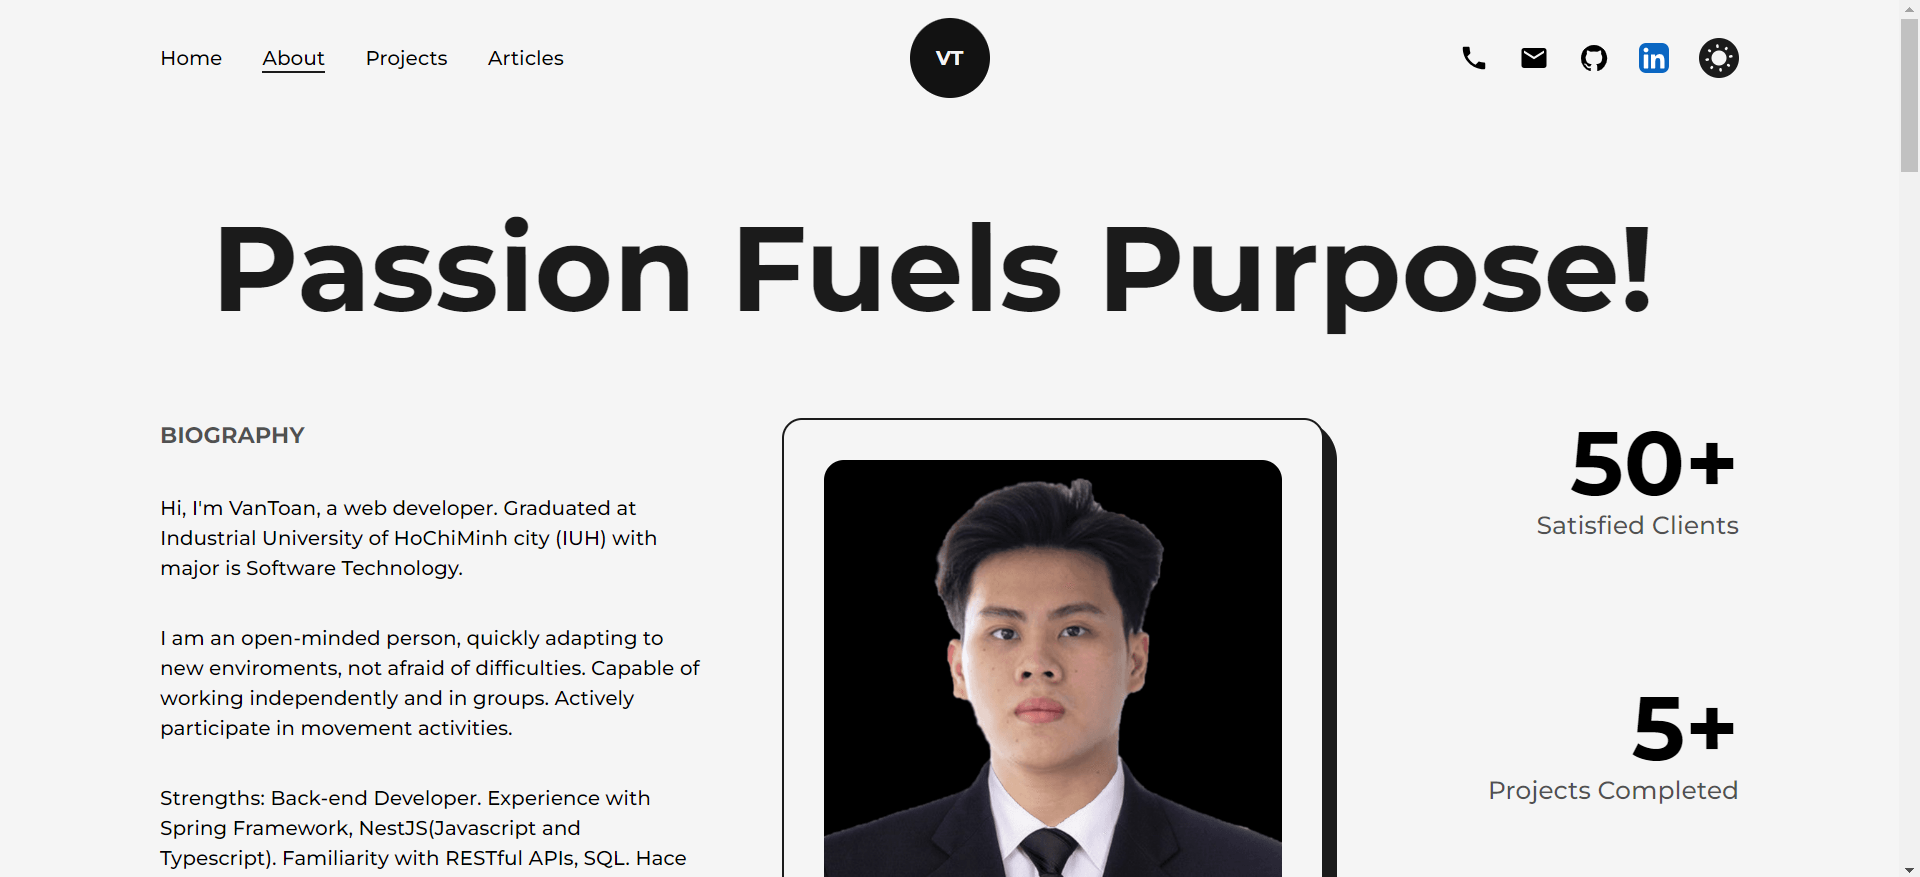 Home About Projects Articles
VT
in
Passion Fuels Purpose!
BIOGRAPHY
Hi, I'm VanToan, a web developer. Graduated at
Industrial University of HoChiMinh city (IUH) with
major is Software Technology.
I am an open-minded person, quickly adapting to
new enviroments, not afraid of difficulties. Capable of
working independently and in groups. Actively
participate in movement activities.
Strengths: Back-end Developer. Experience with
Spring Framework, NestJS(Javascript and
Typescript). Familiarity with RESTful APIs, SQL. Hace
50+
Satisfied Clients
5+
Projects Completed